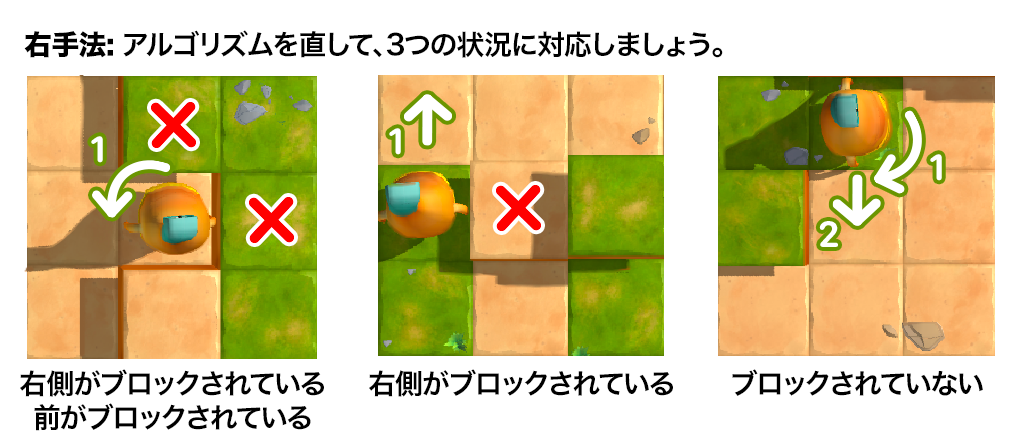 右手法: アルゴリズムを直して、3つの状況に対応しましょう。
1
1
1
2
右側がブロックされている
前がブロックされている
右側がブロックされている
ブロックされていない